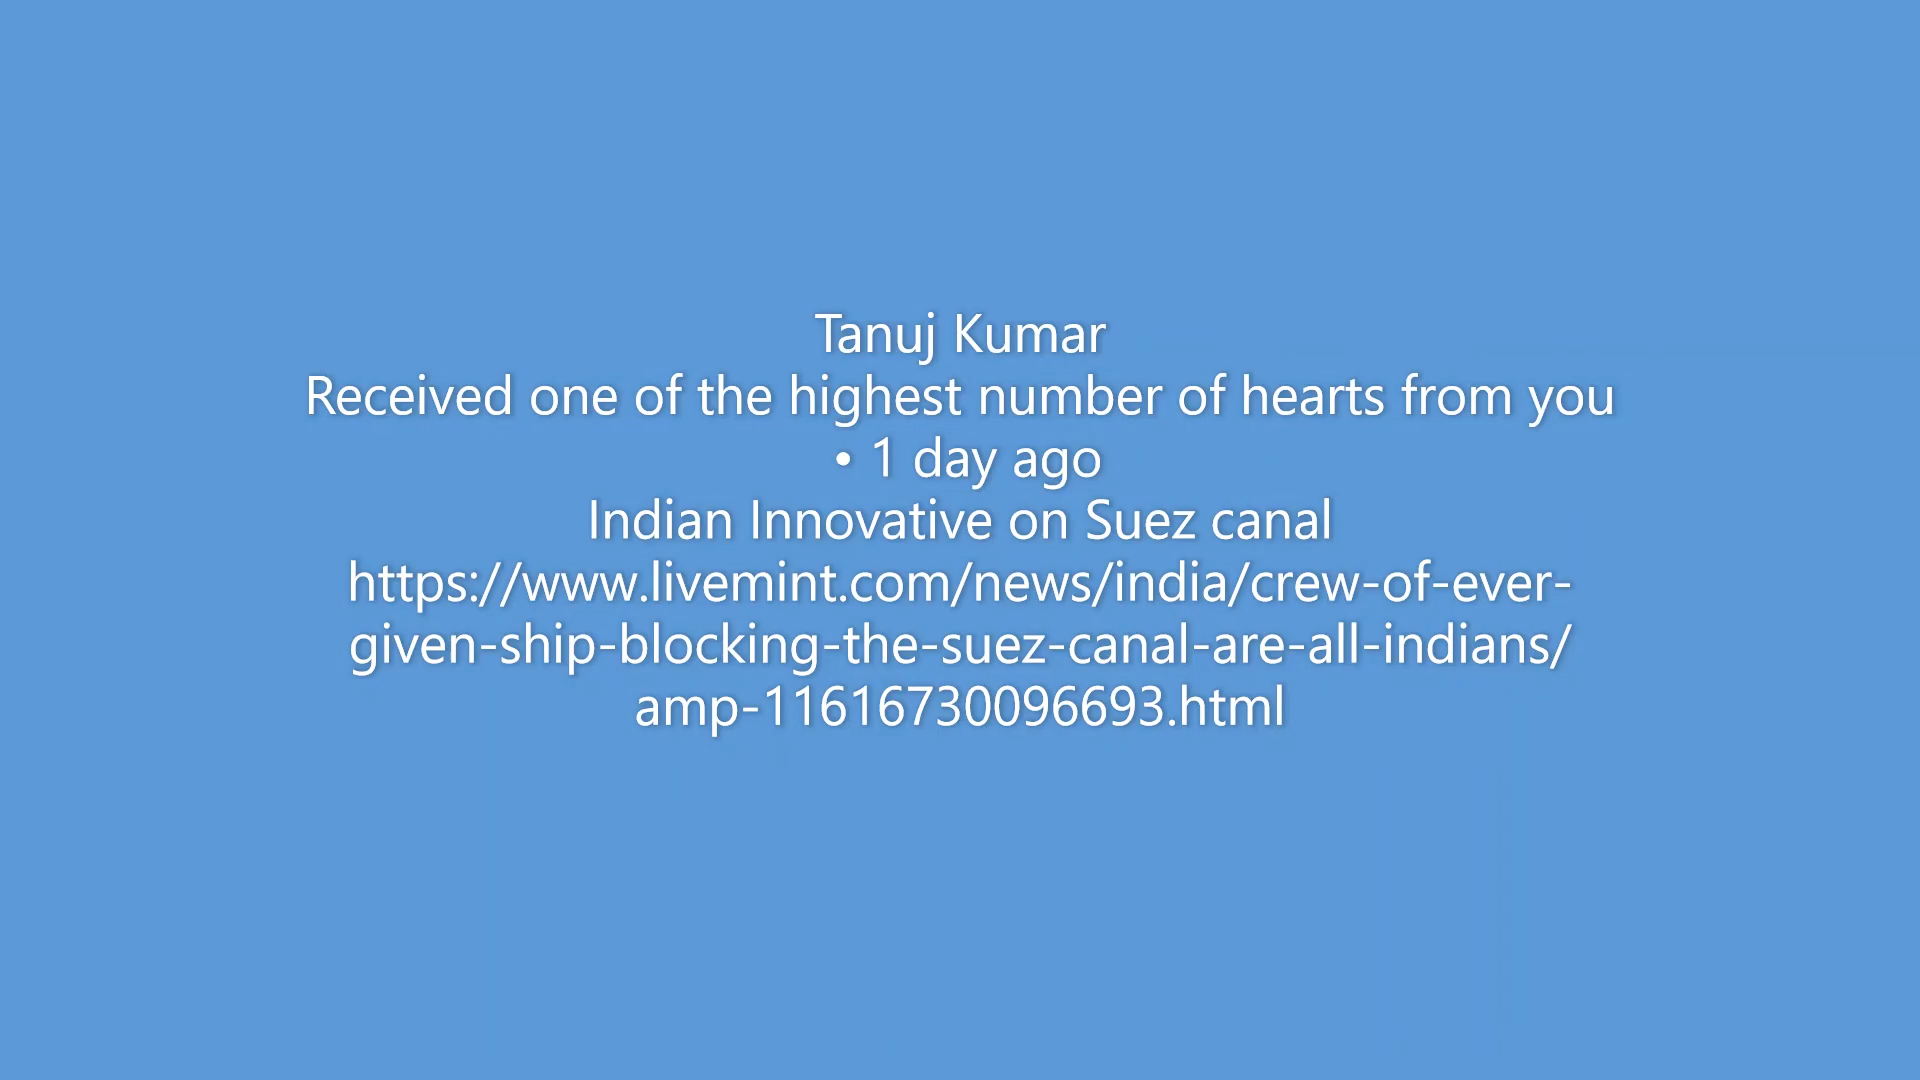 Tanuj Kumar
Received one of the highest number of hearts from you
• 1 day ago
Indian Innovative on Suez canal
https://www.livemint.com/news/india/crew-of-ever-
given-ship-blocking-the-suez-canal-are-all-indians/
amp-11616730096693.html